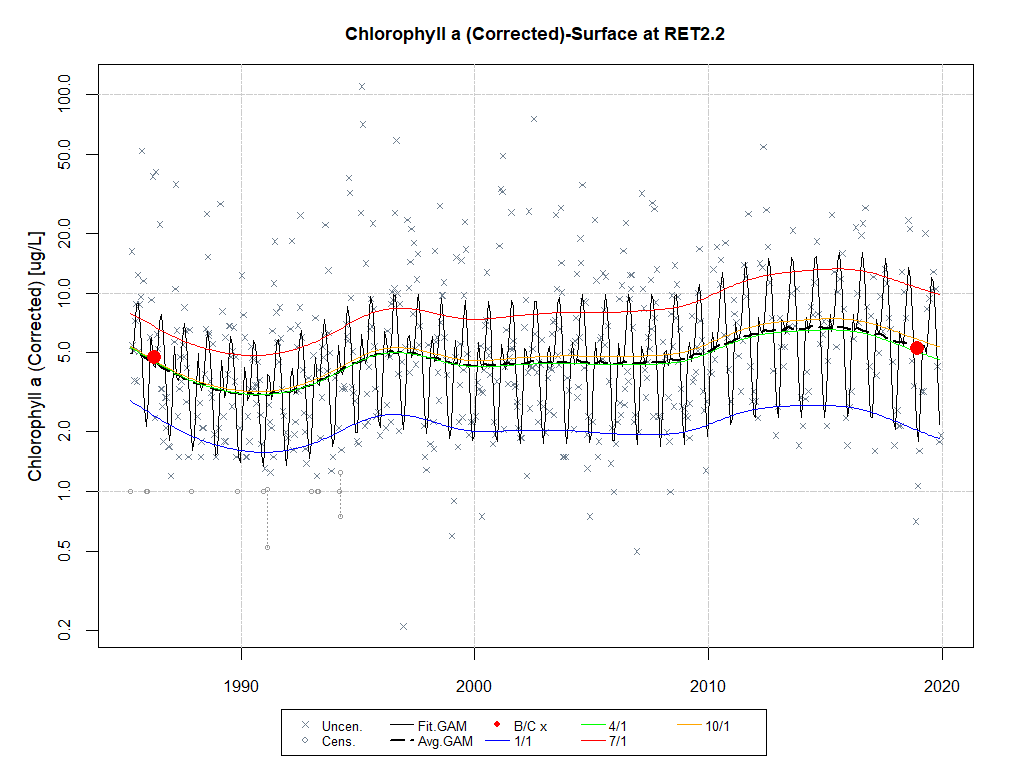 Chlorophyll a (Corrected)-Surface at RET2.2
Chlorophyll a (Corrected) [ug/L]
100.0
50.0
20.0
10.0
5.0
2.0
1.0
0.5
0.2
1990 2000 2010 2020
Uncen. Fit.GAM B/C x 4/1 10/1
Cens. Avg.GAM 1/1 7/1